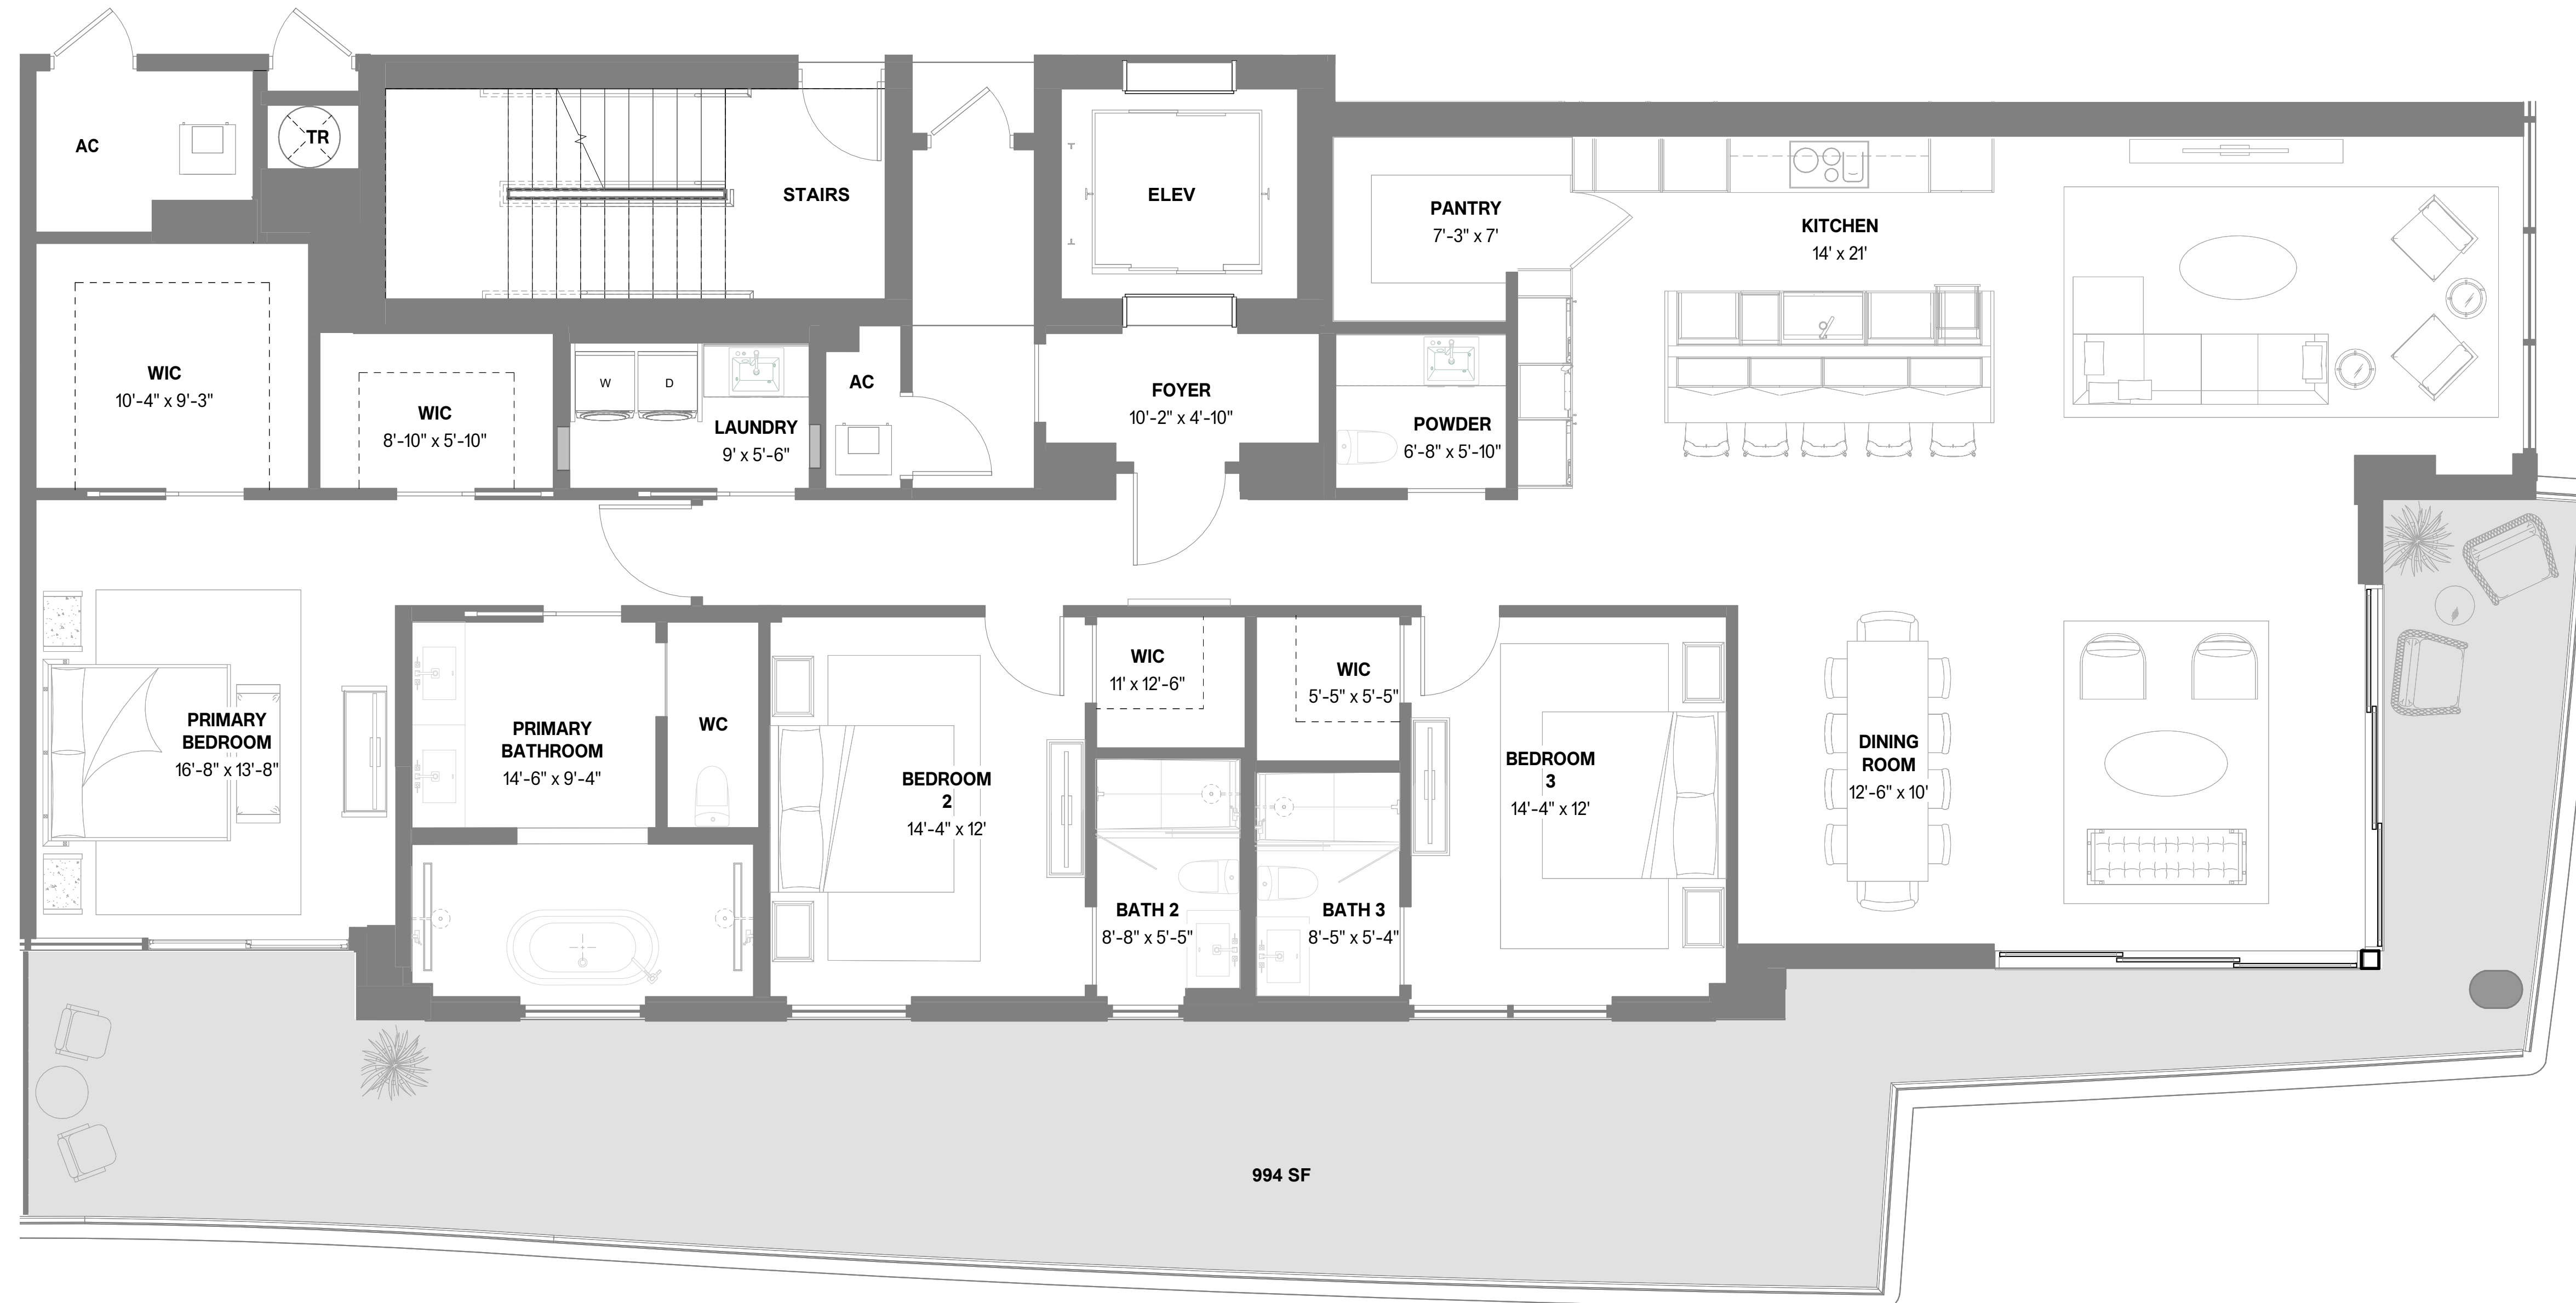 AC
TR
STAIRS
ELEV
PANTRY
7'-3" x 7'
KITCHEN
14' x 21'
WIC
10'-4" x 9'-3"
WIC
8'-10" x 5'-10"
W
D
LAUNDRY
9' x 5'-6"
AC
FOYER
10'-2" x 4'-10"
POWDER
6'-8" x 5'-10"
PRIMARY
BEDROOM
16'-8" x 13'-8"
PRIMARY
BATHROOM
14'-6" x 9'-4"
WC
BEDROOM
2
14'-4" x 12'
WIC
11' x 12'-6"
WIC
5'-5" x 5'-5"
BEDROOM
3
14'-4" x 12'
DINING
ROOM
12'-6" x 10'
BATH 2
8'-8" x 5'-5"
BATH 3
8'-5" x 5'-4"
994 SF